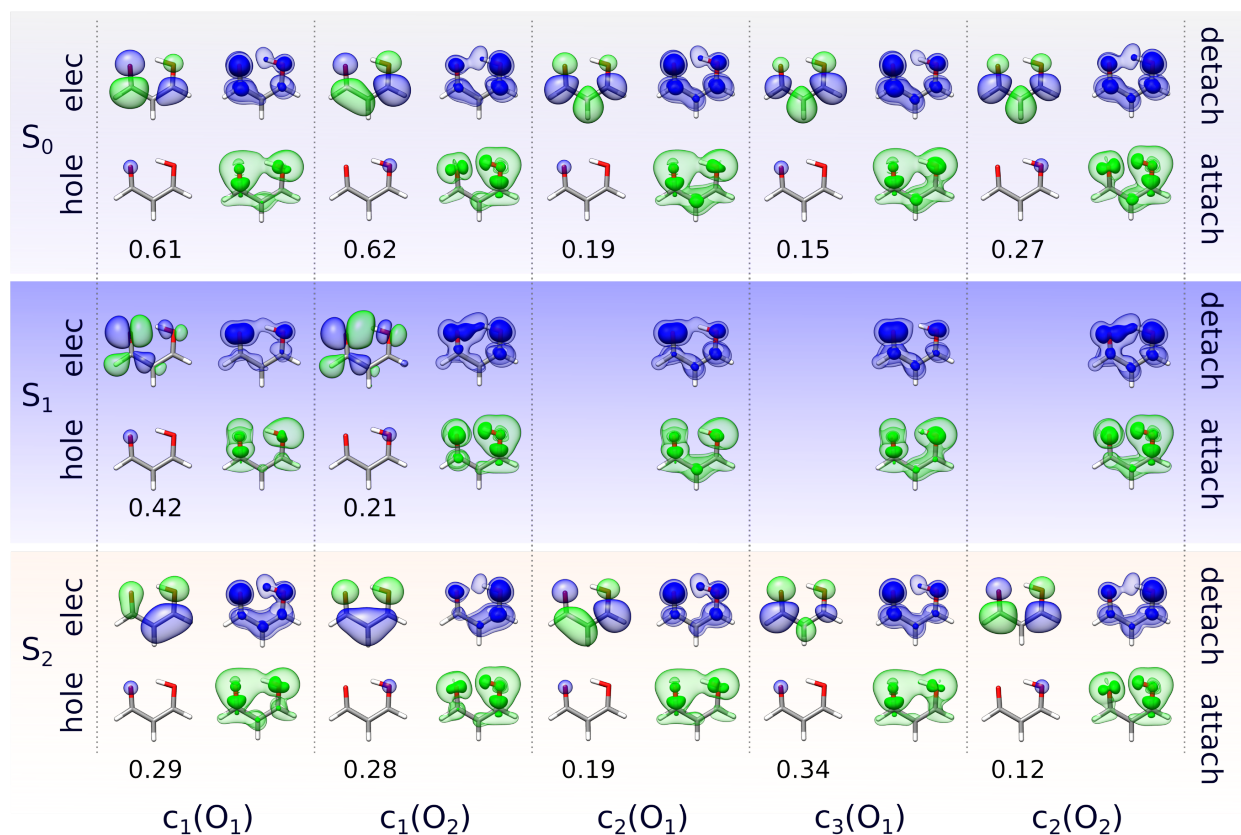 S0
elec
hole
detach
attach
0.61
0.62
0.19
0.15
0.27
S1
elec
hole
detach
attach
0.42
0.21
S2
elec
hole
detach
attach
0.29
0.28
0.19
0.34
0.12
c1(O1)
c1(O2)
c2(O1)
c3(O1)
c2(O2)